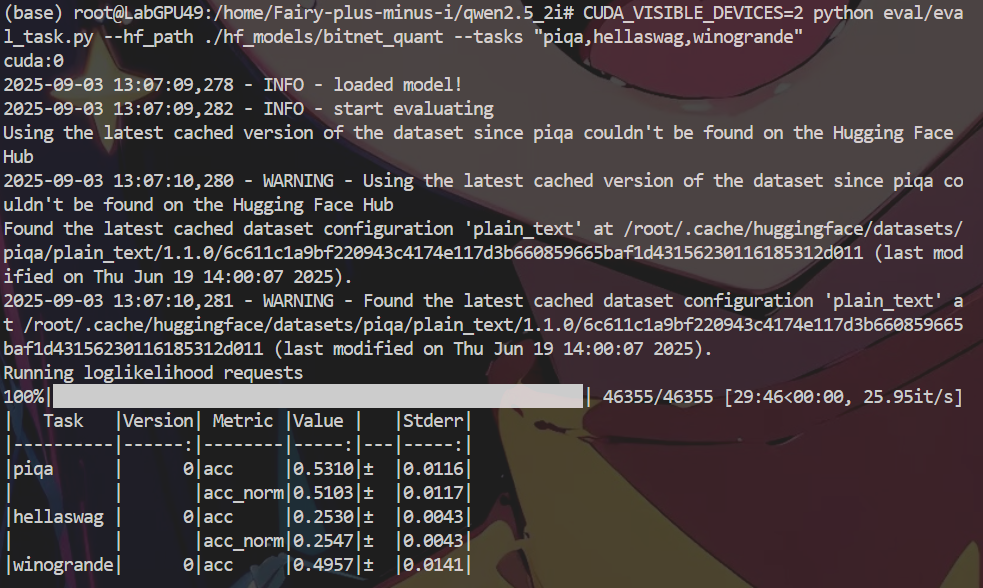 (base) root@LabGPU49:/home/Fairy-plus-minus-i/qwen2.5_2i# CUDA_VISIBLE_DEVICES=2 python eval/eva
l_task.py --hf_path ./hf_models/bitnet_quant --tasks "piqa,hellaswag,winogrande"
cuda:0
2025-09-03 13:07:09,278 - INFO - loaded model!
2025-09-03 13:07:09,282 - INFO - start evaluating
Using the latest cached version of the dataset since piqa couldn't be found on the Hugging Face
Hub
2025-09-03 13:07:10,280 - WARNING - Using the latest cached version of the dataset since piqa co
uldn't be found on the Hugging Face Hub
Found the latest cached dataset configuration 'plain_text' at /root/.cache/huggingface/datasets/
piqa/plain_text/1.1.0/6c611c1a9bf220943c4174e117d3b660859665baf1d43156230116185312d011 (last mod
ified on Thu Jun 19 14:00:07 2025).
2025-09-03 13:07:10,281 - WARNING - Found the latest cached dataset configuration 'plain_text' a
t /root/.cache/huggingface/datasets/piqa/plain_text/1.1.0/6c611c1a9bf220943c4174e117d3b660859665
baf1d43156230116185312d011 (last modified on Thu Jun 19 14:00:07 2025).
Running loglikelihood requests
100%|██████████████████████████████████████████████████████| 46355/46355 [29:46<00:00, 25.95it/s]
|   Task   |Version| Metric |Value |   |Stderr|
|----------|------:|--------|-----:|---|-----:|
|piqa      |      0|acc     |0.5310|±  |0.0116|
|          |       |acc_norm|0.5103|±  |0.0117|
|hellaswag |      0|acc     |0.2530|±  |0.0043|
|          |       |acc_norm|0.2547|±  |0.0043|
|winogrande|      0|acc     |0.4957|±  |0.0141|